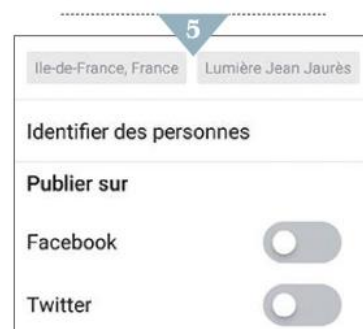 5
Ile-de-France, France Lumière Jean Jaurès
Identifier des personnes
Publier sur
Facebook
Twitter